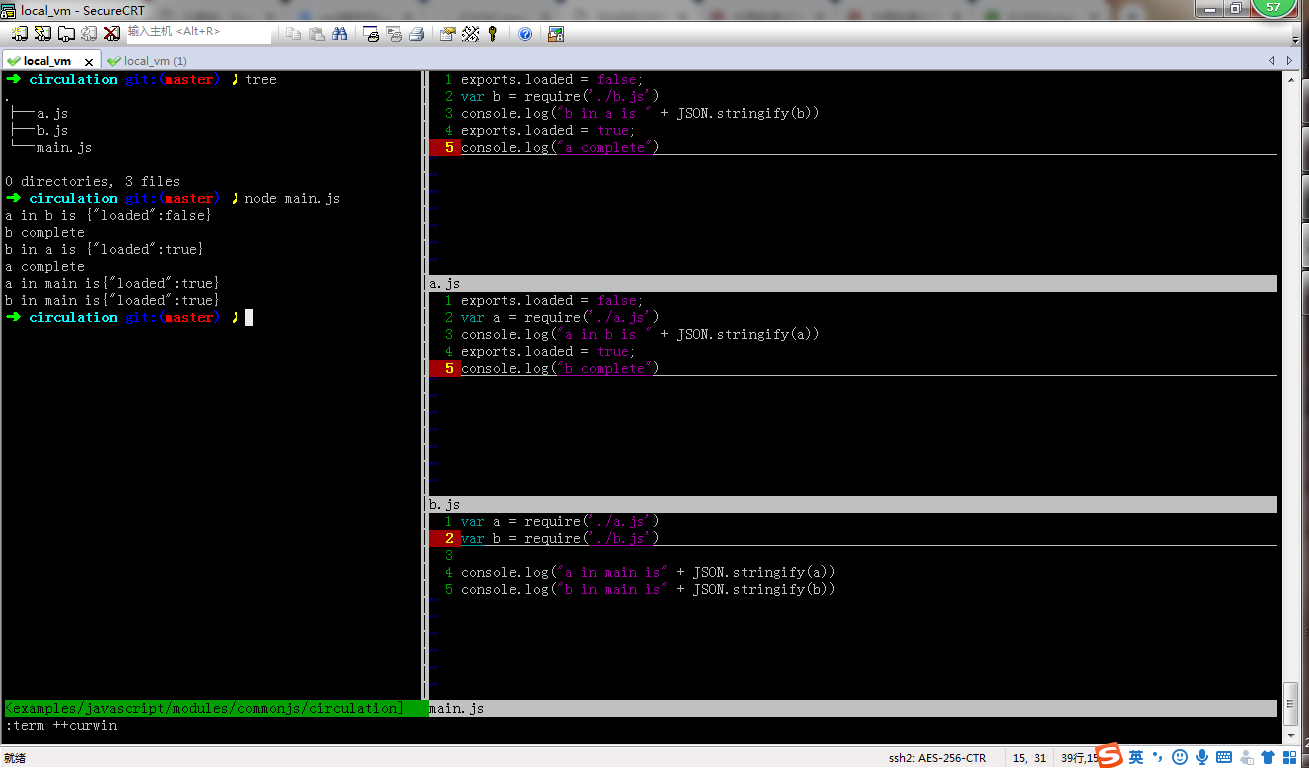 local_vm - SecureCRT
57
输入主机 <Alt+R>
local_vm x
local_vm (1)
➜ circulation git:(master) tree
.
├──a.js
├──b.js
└──main.js
0 directories, 3 files
➜ circulation git:(master) node main.js
a in b is {"loaded":false}
b complete
b in a is {"loaded":true}
a complete
a in main is{"loaded":true}
b in main is{"loaded":true}
➜ circulation git:(master)
<examples/javascript/modules/commonjs/circulation]
1 exports.loaded = false;
2 var b = require('./b.js')
3 console.log("b in a is " + JSON.stringify(b))
4 exports.loaded = true;
5 console.log("a complete")
~
~
~
~
~
~
a.js
1 exports.loaded = false;
2 var a = require('./a.js')
3 console.log("a in b is " + JSON.stringify(a))
4 exports.loaded = true;
5 console.log("b complete")
~
~
~
~
~
~
~
b.js
1 var a = require('./a.js')
2 var b = require('./b.js')
3
4 console.log("a in main is" + JSON.stringify(a))
5 console.log("b in main is" + JSON.stringify(b))
~
~
~
~
~
~
main.js
:term ++curwin
就绪
ssh2: AES-256-CTR
15, 31
39行,15
英